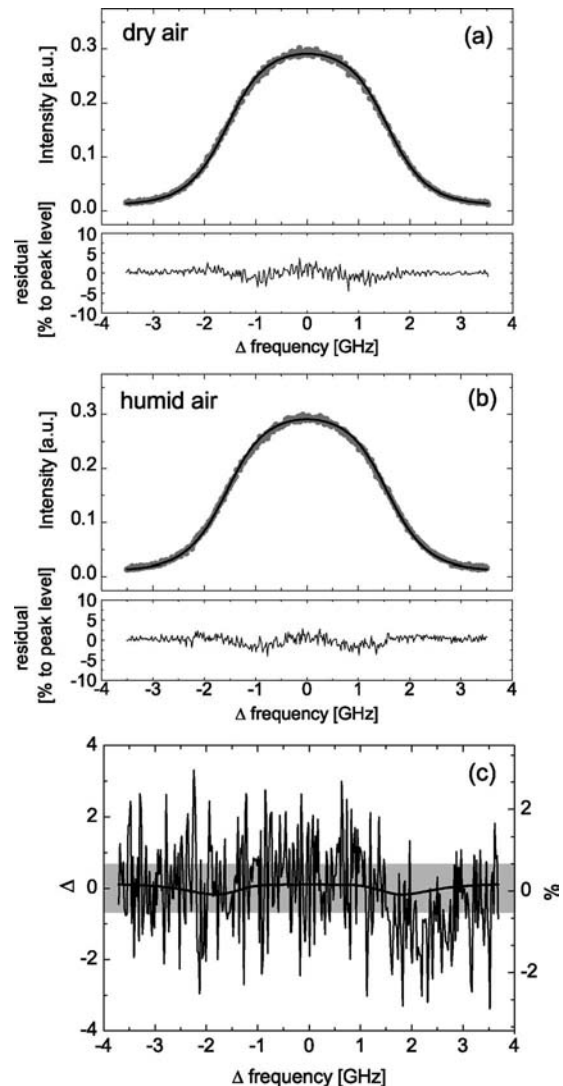 dry air
(a)
0.3
0.2
0.1
0.0
Intensity [a.u.]
10
5
0
-5
-10
residual
[% to peak level]
-4 -3 -2 -1 0 1 2 3 4
Δ frequency [GHz]
humid air
(b)
0.3
0.2
0.1
0.0
Intensity [a.u.]
10
5
0
-5
-10
residual
[% to peak level]
-4 -3 -2 -1 0 1 2 3 4
Δ frequency [GHz]
(c)
4
2
0
-2
-4
Δ
2
0
-2
%
-4 -3 -2 -1 0 1 2 3 4
Δ frequency [GHz]